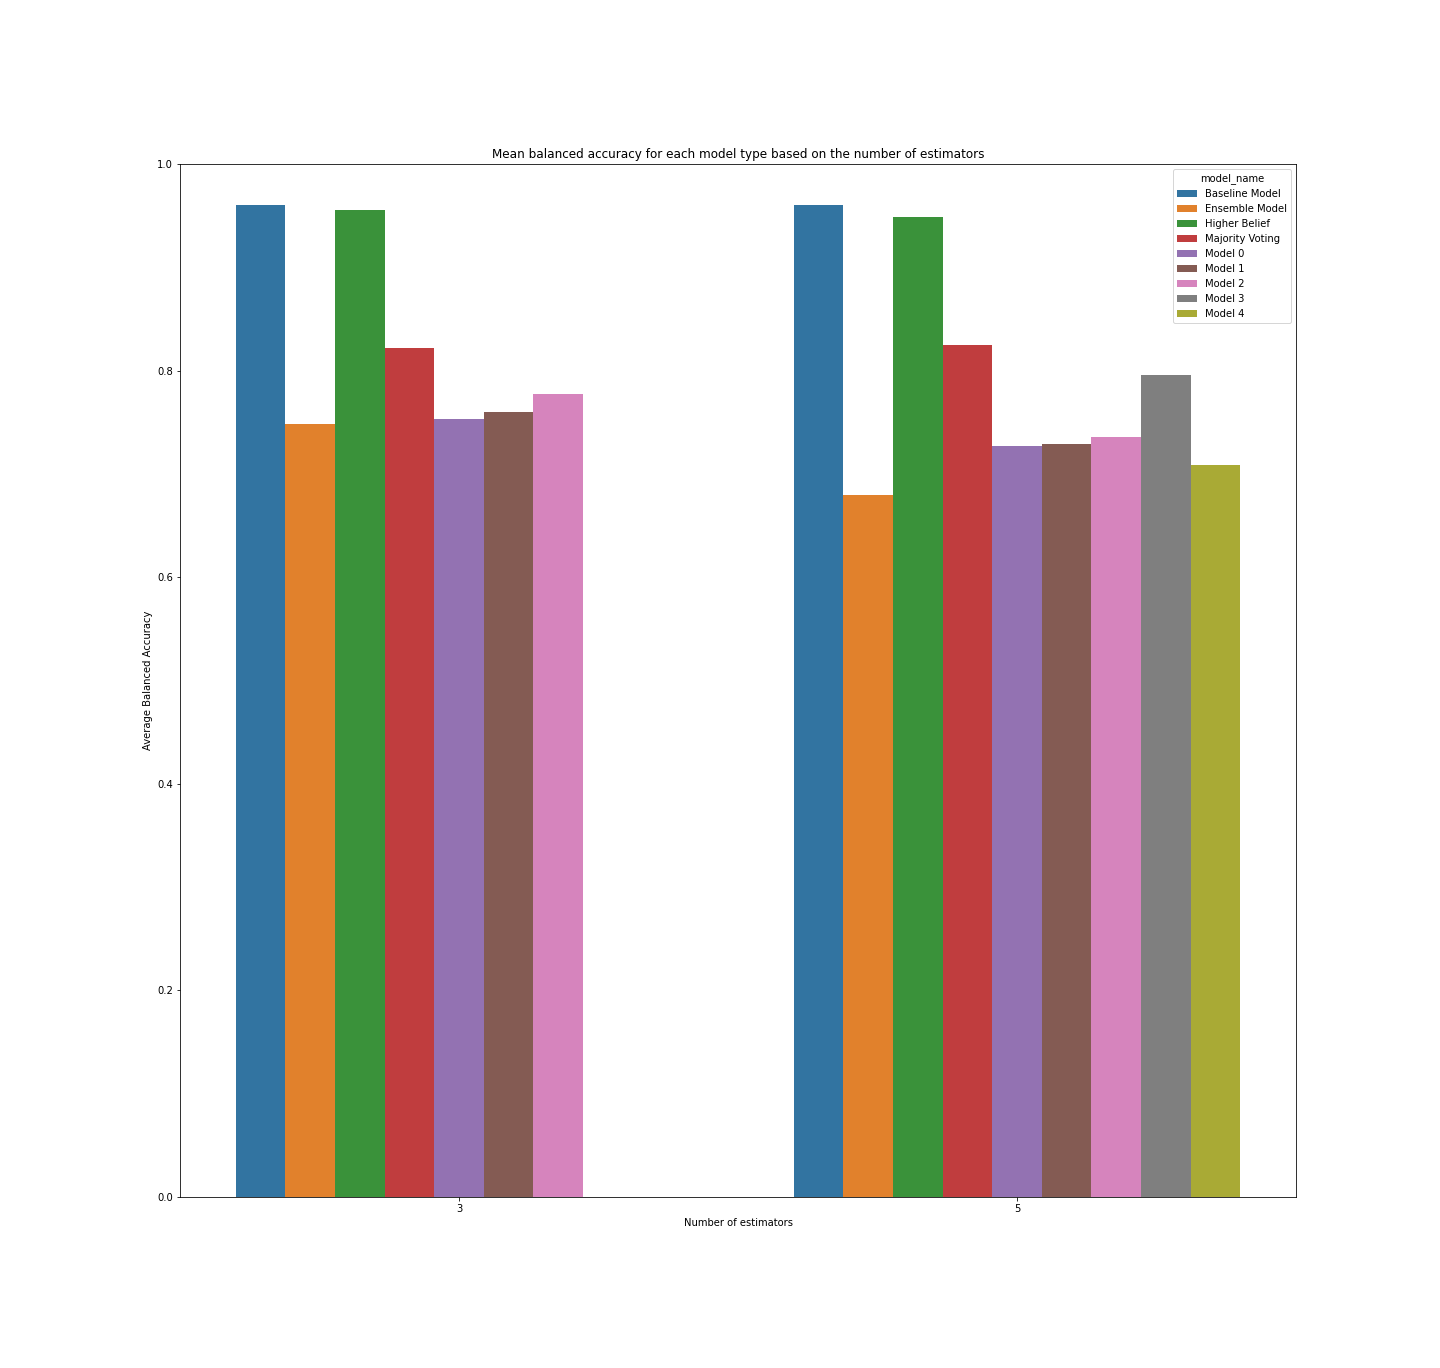 Mean balanced accuracy for each model type based on the number of estimators
1.0
0.8
0.6
0.4
0.2
0.0
Average Balanced Accuracy
model_name
Baseline Model
Ensemble Model
Higher Belief
Majority Voting
Model 0
Model 1
Model 2
Model 3
Model 4
3
5
Number of estimators